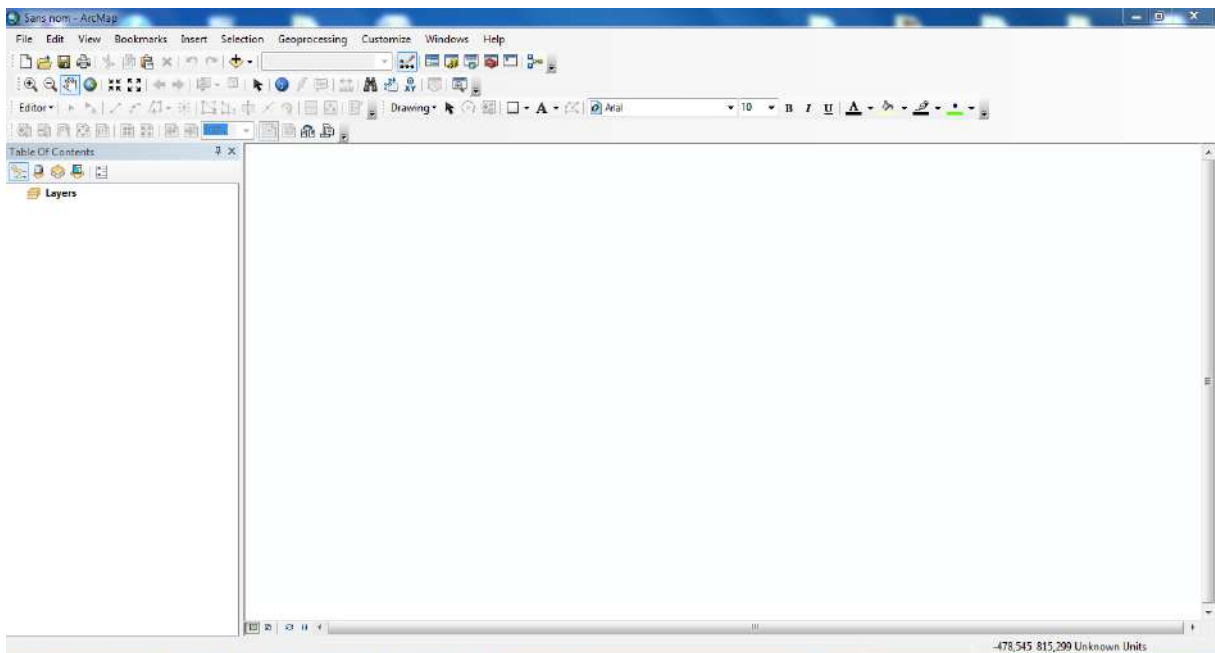 Sans nom - ArcMap
File Edit View Bookmarks Insert Selection Geoprocessing Customize Windows Help
Editor Drawing A Arial 10 B I U A
Table Of Contents
Layers
-478,545 815,299 Unknown Units